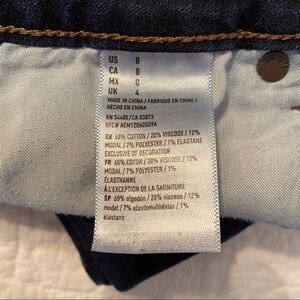 US 0
CA 0
MX 0
UK 4
MADE IN CHINA / FABRIQUÉ EN CHINE /
HECHO EN CHINA
RN 54485/CA 03873
RFC# AEM120605U9A
EN 60% COTTON / 20% VISCOSE / 12%
MODAL / 7% POLYESTER / 1% ELASTANE
EXCLUSIVE OF DECORATION
FR 60% COTON / 20% VISCOSE / 12%
MODAL / 7% POLYESTER / 1%
ELASTHANNE
À L'EXCEPTION DE LA GARNITURE
SP 60% algodón / 20% viscosa / 12%
modal / 7% elastomultiéster / 1%
elastano